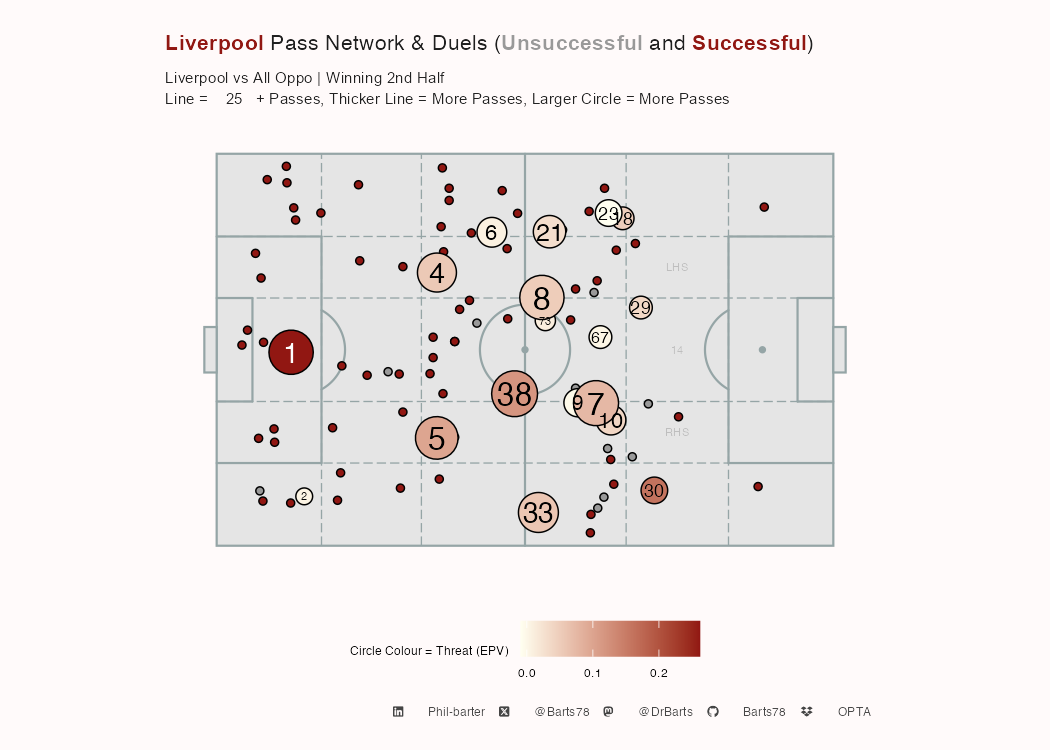 Liverpool Pass Network & Duels (Unsuccessful and Successful)
Liverpool vs All Oppo | Winning 2nd Half
Line = 25 + Passes, Thicker Line = More Passes, Larger Circle = More Passes
23
6
21
LHS
4
8
29
73
67
14
1
38
9
7
10
RHS
5
30
2
33
Circle Colour = Threat (EPV)
0.0 0.1 0.2
Phil-barter @Barts78 @DrBarts Barts78 OPTA